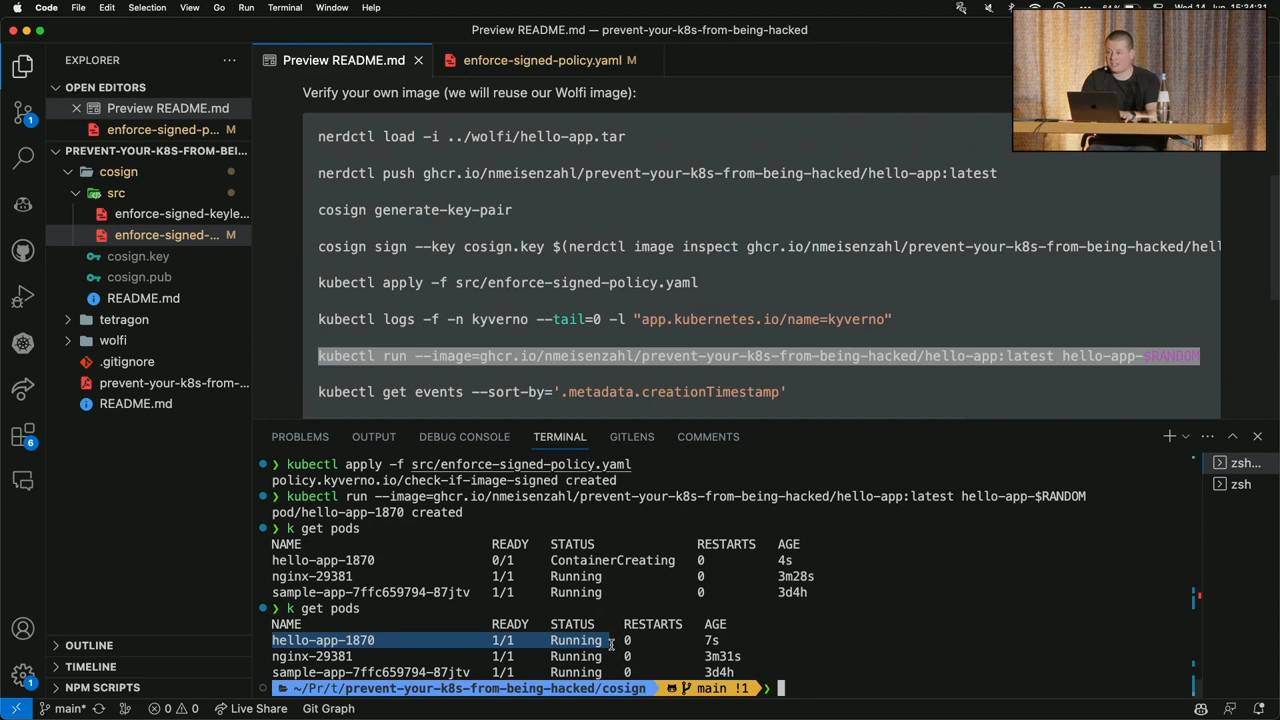 Code File Edit Selection View Go Run Terminal Window Help
Preview README.md — prevent-your-k8s-from-being-hacked
EXPLORER
Preview README.md
enforce-signed-policy.yaml M
OPEN EDITORS
Preview README.md
enforce-signed-p... M
PREVENT-YOUR-K8S-FROM-BEI...
cosign
src
enforce-signed-keyle...
enforce-signed-... M
cosign.key
cosign.pub
README.md
tetragon
wolfi
.gitignore
prevent-your-k8s-from-...
README.md
OUTLINE
TIMELINE
NPM SCRIPTS
1
6
1
Verify your own image (we will reuse our Wolfi image):
nerdctl load -i ../wolfi/hello-app.tar
nerdctl push ghcr.io/nmeisenzahl/prevent-your-k8s-from-being-hacked/hello-app:latest
cosign generate-key-pair
cosign sign --key cosign.key $(nerdctl image inspect ghcr.io/nmeisenzahl/prevent-your-k8s-from-being-hacked/hell
kubectl apply -f src/enforce-signed-policy.yaml
kubectl logs -f -n kyverno --tail=0 -l "app.kubernetes.io/name=kyverno"
kubectl run --image=ghcr.io/nmeisenzahl/prevent-your-k8s-from-being-hacked/hello-app:latest hello-app-$RANDOM
kubectl get events --sort-by='.metadata.creationTimestamp'
PROBLEMS OUTPUT DEBUG CONSOLE TERMINAL GITLENS COMMENTS
❯ kubectl apply -f src/enforce-signed-policy.yaml
policy.kyverno.io/check-if-image-signed created
❯ kubectl run --image=ghcr.io/nmeisenzahl/prevent-your-k8s-from-being-hacked/hello-app:latest hello-app-$RANDOM
pod/hello-app-1870 created
❯ k get pods
NAME READY STATUS RESTARTS AGE
hello-app-1870 0/1 ContainerCreating 0 4s
nginx-29381 1/1 Running 0 3m28s
sample-app-7ffc659794-87jtv 1/1 Running 0 3d4h
❯ k get pods
NAME READY STATUS RESTARTS AGE
hello-app-1870 1/1 Running 0 7s
nginx-29381 1/1 Running 0 3m31s
sample-app-7ffc659794-87jtv 1/1 Running 0 3d4h
~/Pr/t/prevent-your-k8s-from-being-hacked/cosign main !1 ❯
zsh...
zsh
main* 0 0 Live Share Git Graph